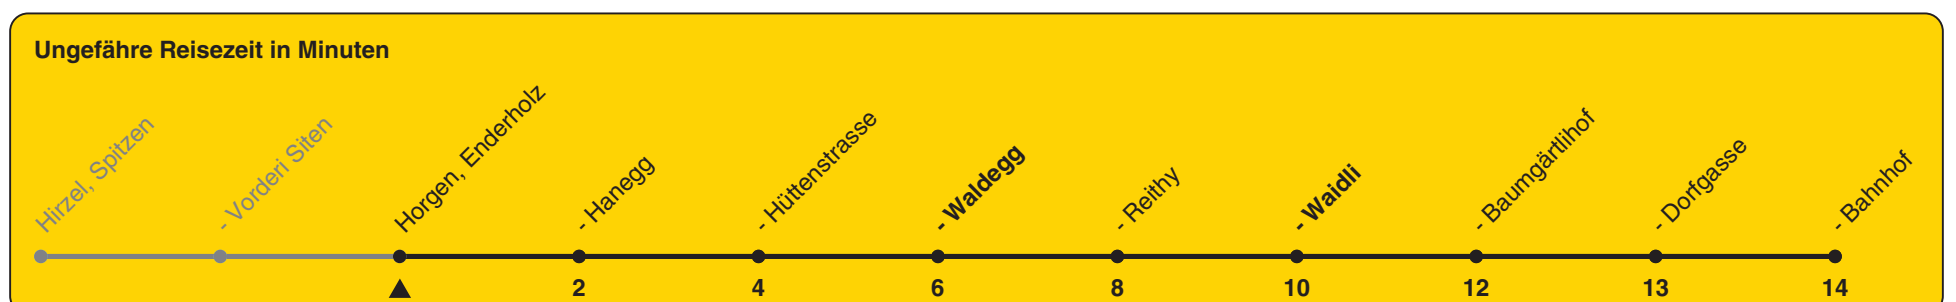 Ungefähre Reisezeit in Minuten
Hirzel, Spitzen
- Vorderi Siten
Horgen, Enderholz
- Hanegg
- Hüttenstrasse
- Waldegg
- Reithy
- Waidli
- Baumgärtlihof
- Dorfgasse
- Bahnhof
2 4 6 8 10 12 13 14